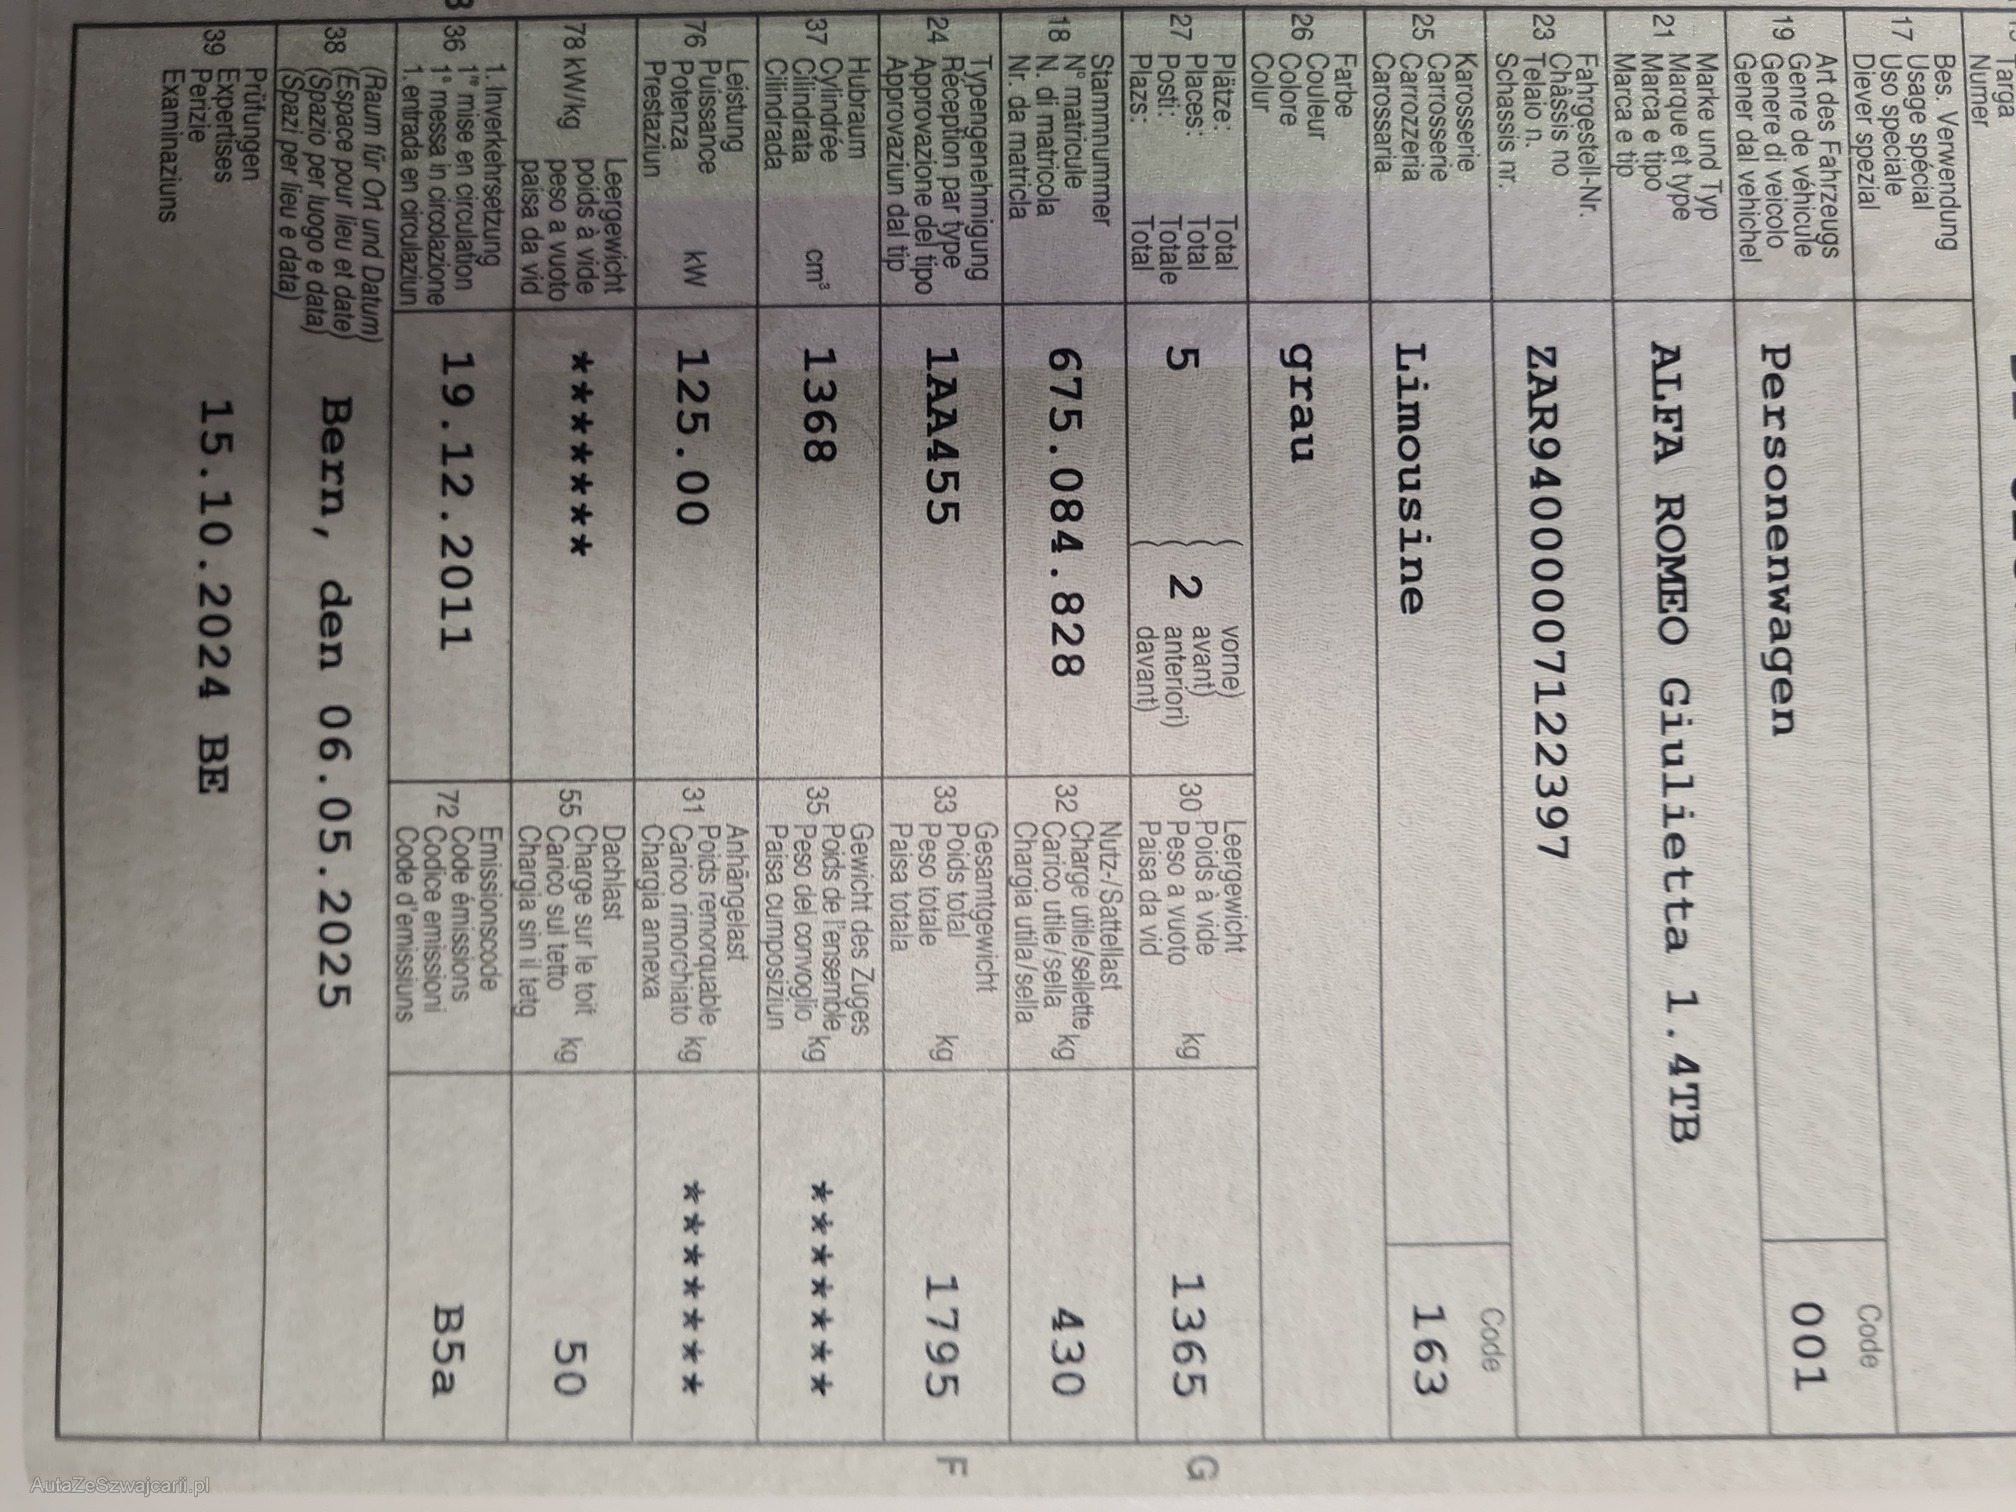 Targa
Numer
Bes. Verwendung
Usage spécial
17 Uso speciale
Diever spezial
Art des Fahrzeugs
Genre de véhicule
19 Genere di veicolo
Gener dal vehichel
Personenwagen
Code
001
Marke und Typ
Marque et type
21 Marca e tipo
Marca e tip
ALFA ROMEO Giulietta 1.4TB
Fahrgestell-Nr.
Châssis no
23 Telaio n.
Schassis nr.
ZAR94000007122397
Karosserie
Carrosserie
25 Carrozzeria
Carossaria
Limousine
Code
163
Farbe
Couleur
26 Colore
Colur
grau
Plätze: Total
Places: Total
27 Posti: Totale
Plazs: Total
5
( vorne)
( 2 avant)
anteriori)
( davant)
Leergewicht
Poids à vide
30 Peso a vuoto kg
Paisa da vid
1365
G
Stammnummer
Nº matricule
18 N. di matricola
Nr. da matricla
675.084.828
Nutz-/Sattellast
Charge utile/sellette
32 Carico utile/sella kg
Chargia utila/sella
430
Typengenehmigung
Réception par type
24 Approvazione del tipo
Approvaziun dal tip
1AA455
Gesamtgewicht
Poids total
33 Peso totale kg
Paisa totala
1795
F
Hubraum
Cylindrée
37 Cilindrata cm³
Cilindrada
1368
Gewicht des Zuges
Poids de l'ensemble
35 Peso del convoglio kg
Paisa cumposiziun
*******
Leistung
Puissance
76 Potenza kW
Prestaziun
125.00
Anhängelast
Poids remorquable
31 Carico rimorchiato kg
Chargia annexa
*******
Leergewicht
78 kW/kg poids à vide
peso a vuoto
paisa da vid
*******
Dachlast
Charge sur le toit
55 Carico sul tetto kg
Chargia sin il tetg
50
1. Inverkehrsetzung
1re mise en circulation
36 1a messa in circolazione
1. entrada en circulaziun
19.12.2011
Emissionscode
Code émissions
72 Codice emissioni
Code d'emissiuns
B5a
(Raum für Ort und Datum)
38 (Espace pour lieu et date)
(Spazio per luogo e data)
(Spazi per lieu e data)
Bern, den 06.05.2025
Prüfungen
39 Expertises
Perizie
Examinaziuns
15.10.2024 BE
AutaZeSzwajcarii.pl